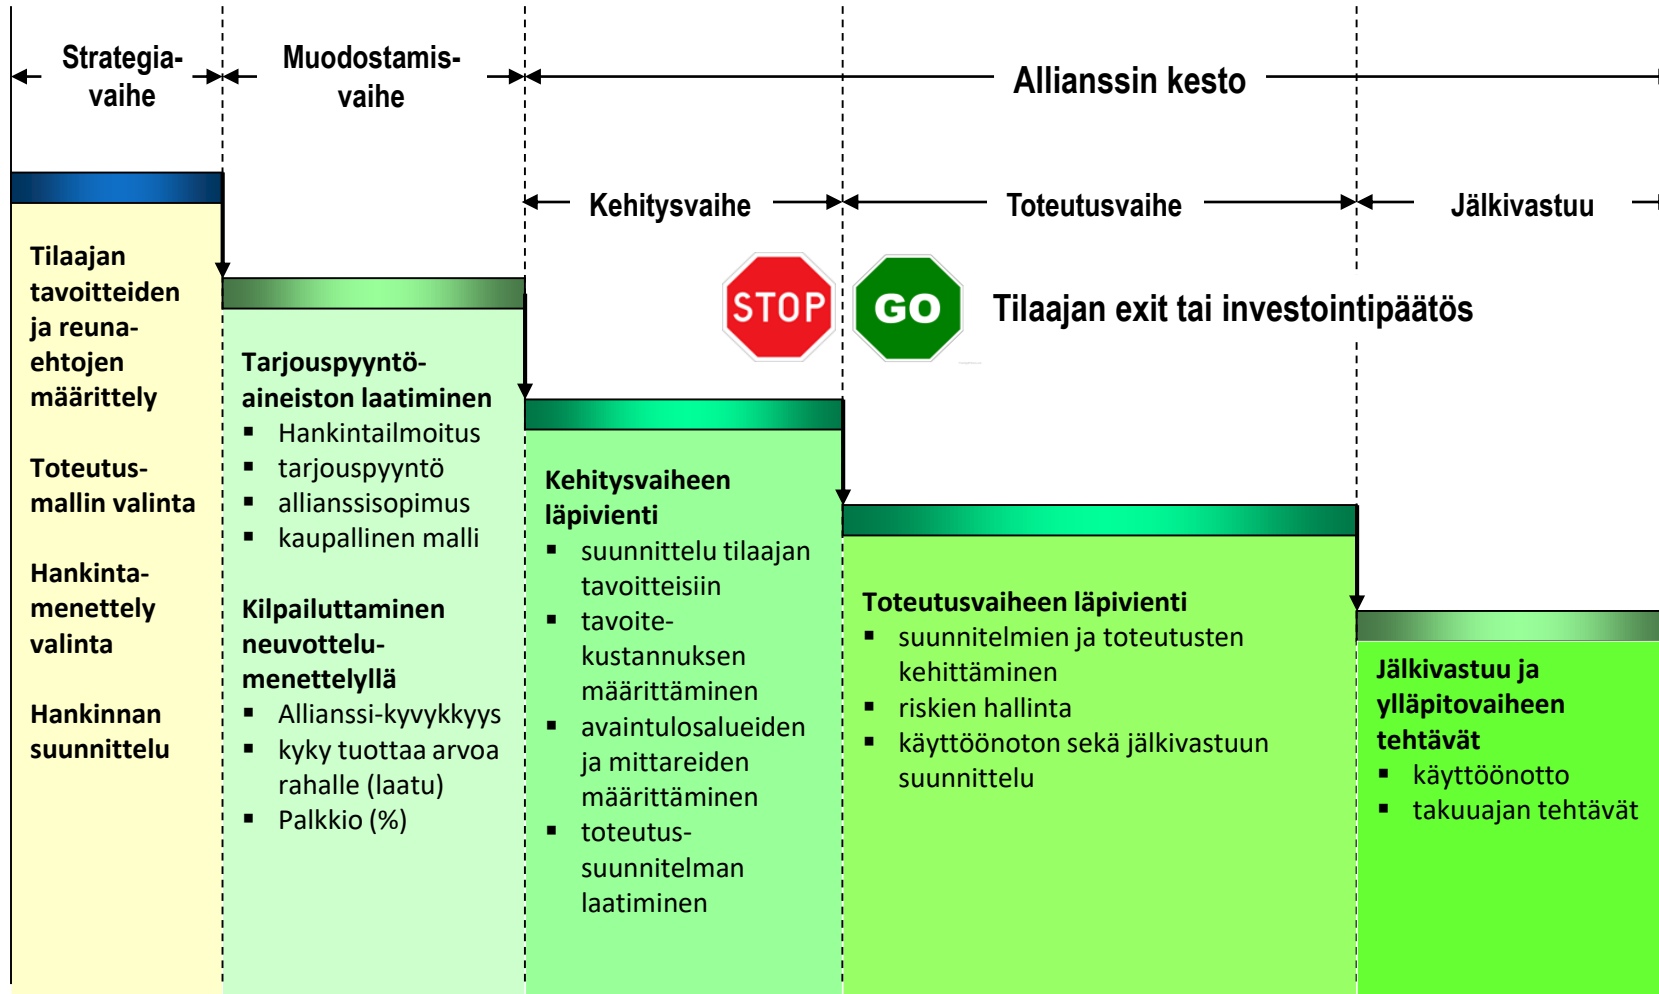 Strategia-
vaihe
Muodostamis-
vaihe
Allianssin kesto
Kehitysvaihe
Toteutusvaihe
Jälkivastuu
STOP
GO
Tilaajan exit tai investointipäätös
Tilaajan
tavoitteiden
ja reuna-
ehtojen
määrittely
Toteutus-
mallin valinta
Hankinta-
menettely
valinta
Hankinnan
suunnittelu
Tarjouspyyntö-
aineiston laatiminen
▪ Hankintailmoitus
▪ tarjouspyyntö
▪ allianssisopimus
▪ kaupallinen malli
Kilpailuttaminen
neuvottelu-
menettelyllä
▪ Allianssi-kyvykkyys
▪ kyky tuottaa arvoa
rahalle (laatu)
▪ Palkkio (%)
Kehitysvaiheen
läpivienti
▪ suunnittelu tilaajan
tavoitteisiin
▪ tavoite-
kustannuksen
määrittäminen
▪ avaintulosalueiden
ja mittareiden
määrittäminen
▪ toteutus-
suunnitelman
laatiminen
Toteutusvaiheen läpivienti
▪ suunnitelmien ja toteutusten
kehittäminen
▪ riskien hallinta
▪ käyttöönoton sekä jälkivastuun
suunnittelu
Jälkivastuu ja
ylläpitovaiheen
tehtävät
▪ käyttöönotto
▪ takuuajan tehtävät